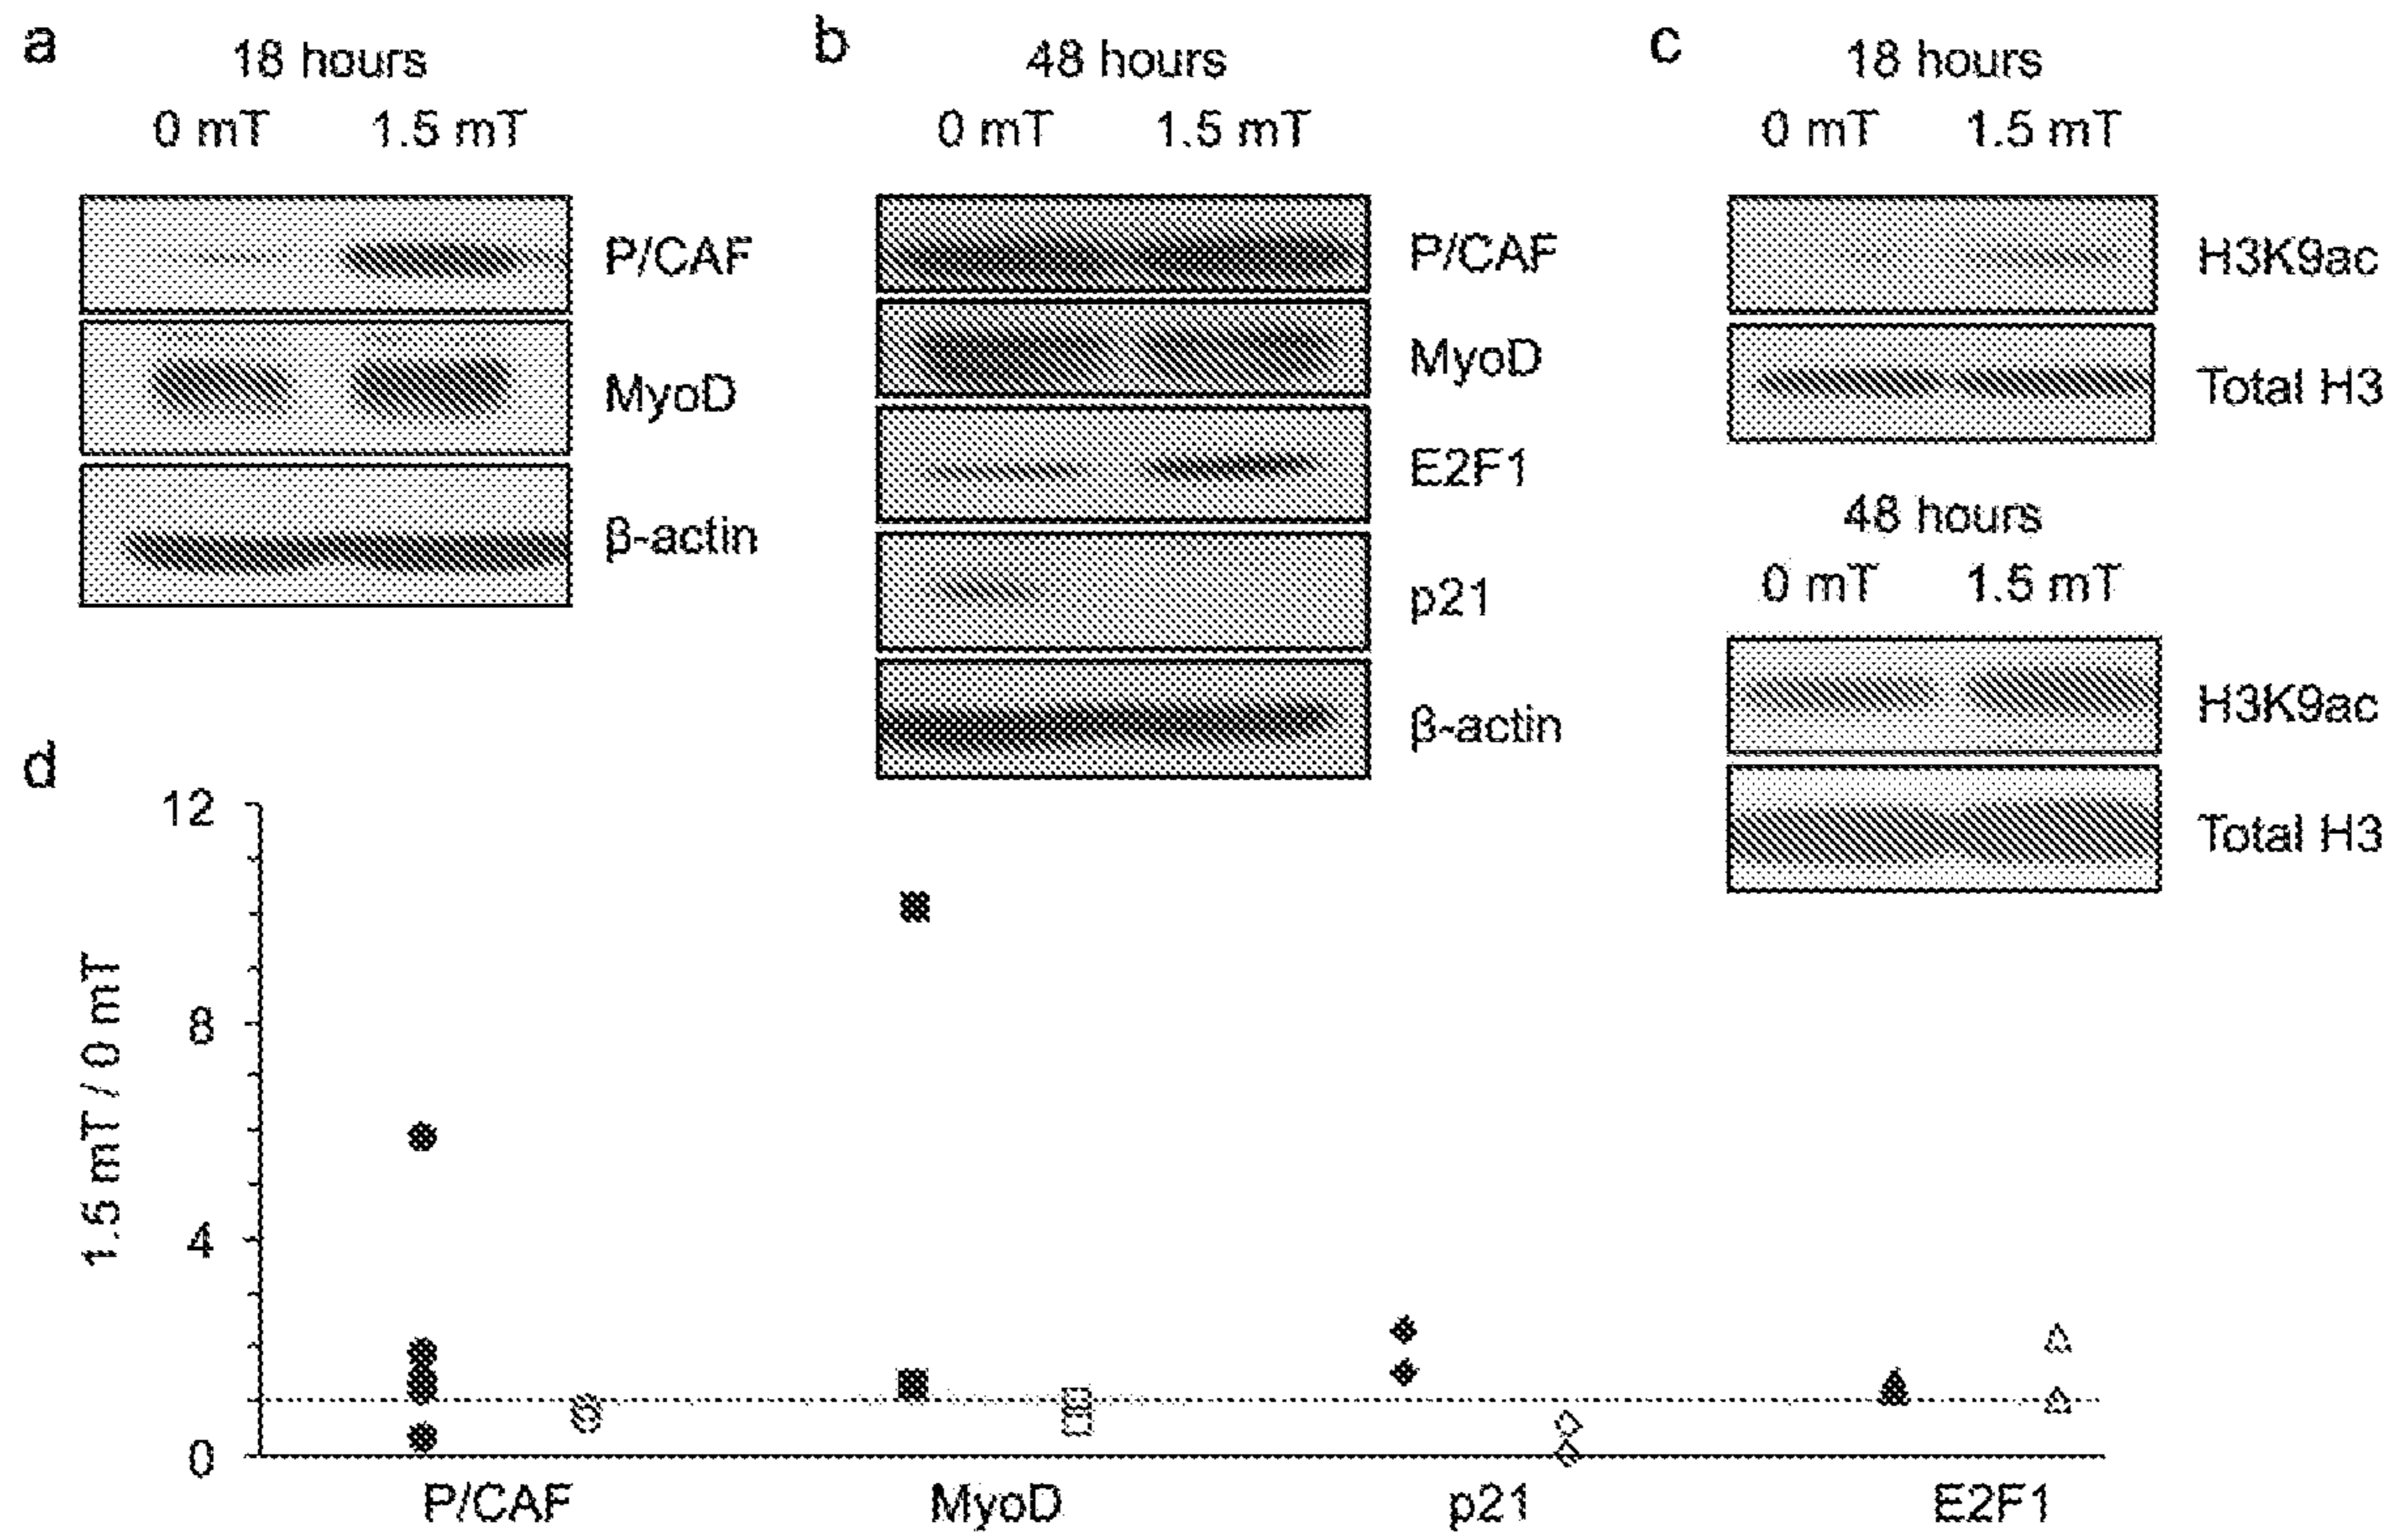 a
18 hours
0 mT 1.5 mT
P/CAF
MyoD
β-actin
b
48 hours
0 mT 1.5 mT
P/CAF
MyoD
E2F1
p21
β-actin
c
18 hours
0 mT 1.5 mT
H3K9ac
Total H3
48 hours
0 mT 1.5 mT
H3K9ac
Total H3
d
1.5 mT / 0 mT
12
8
4
0
P/CAF MyoD p21 E2F1